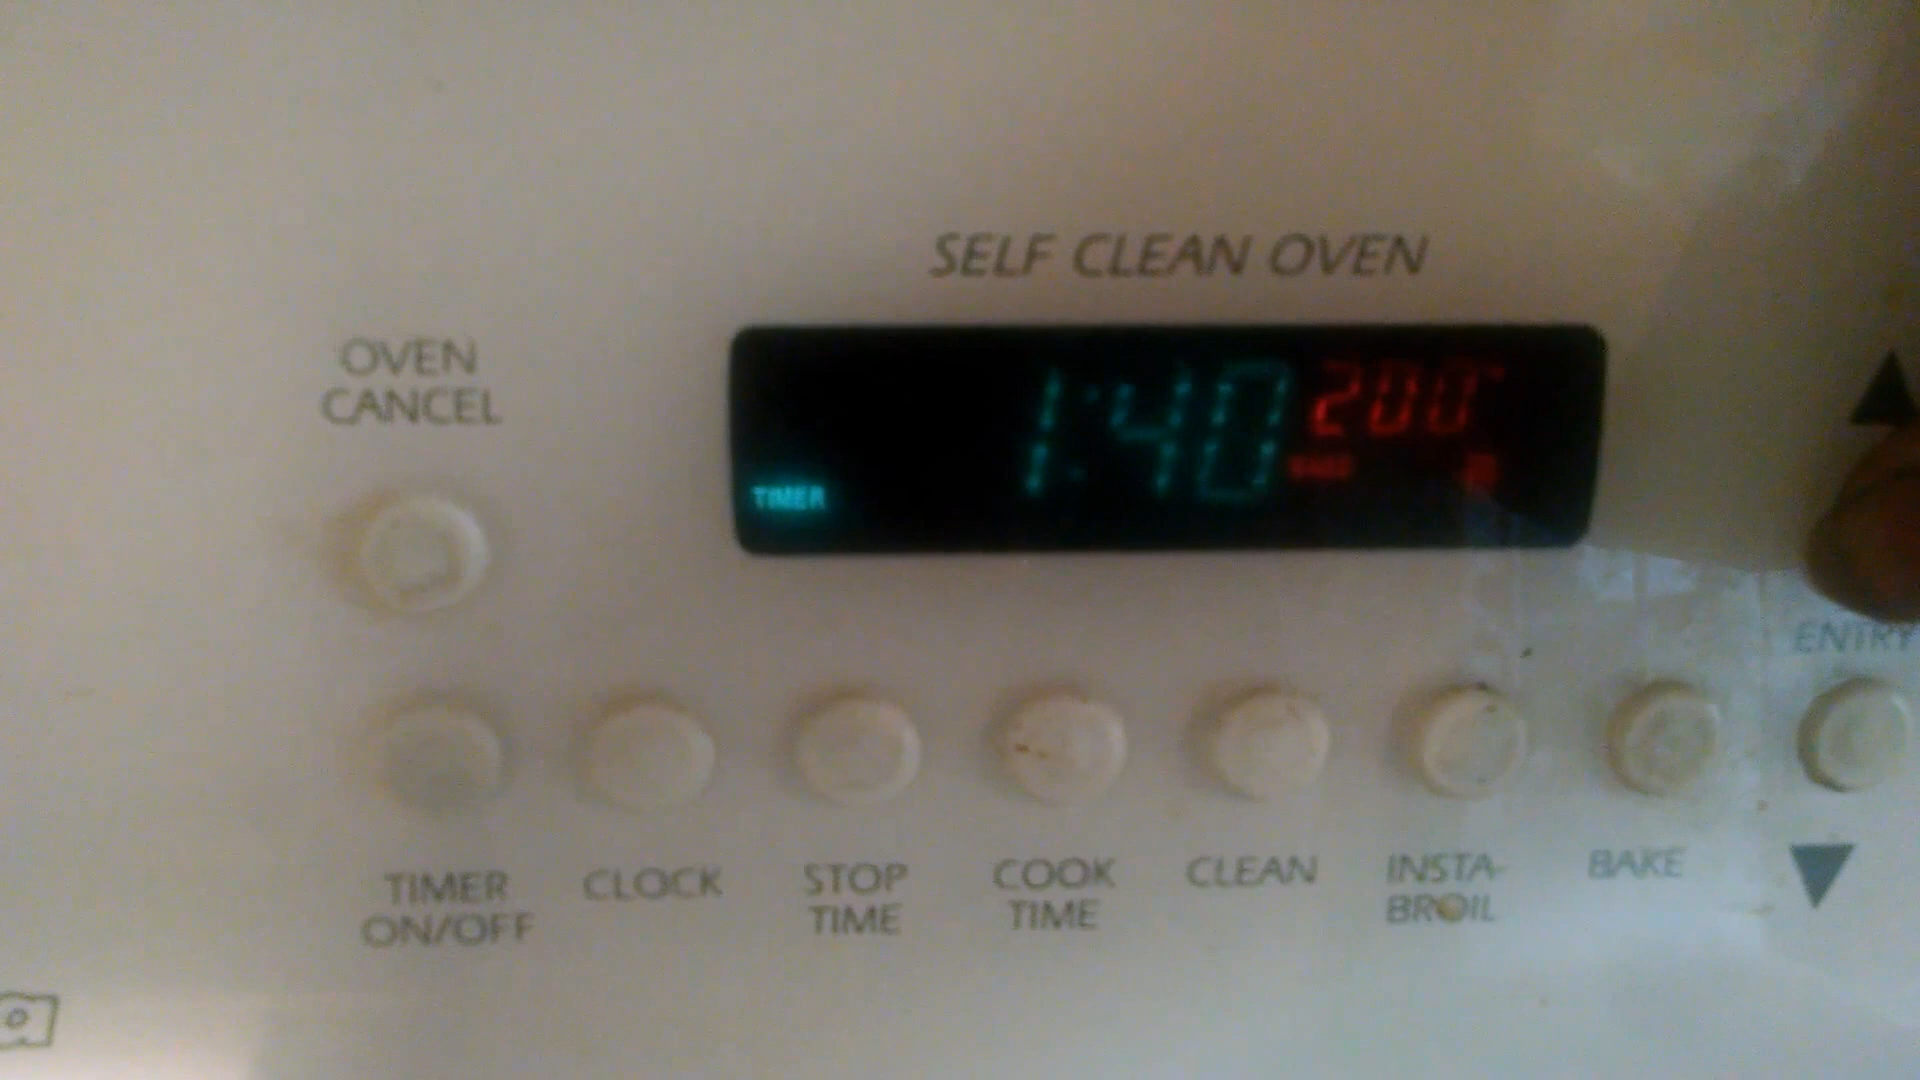 SELF CLEAN OVEN
OVEN
CANCEL
1:40 200°
TIMER
ENTRY
TIMER
ON/OFF
CLOCK
STOP
TIME
COOK
TIME
CLEAN
INSTA-
BROIL
BAKE